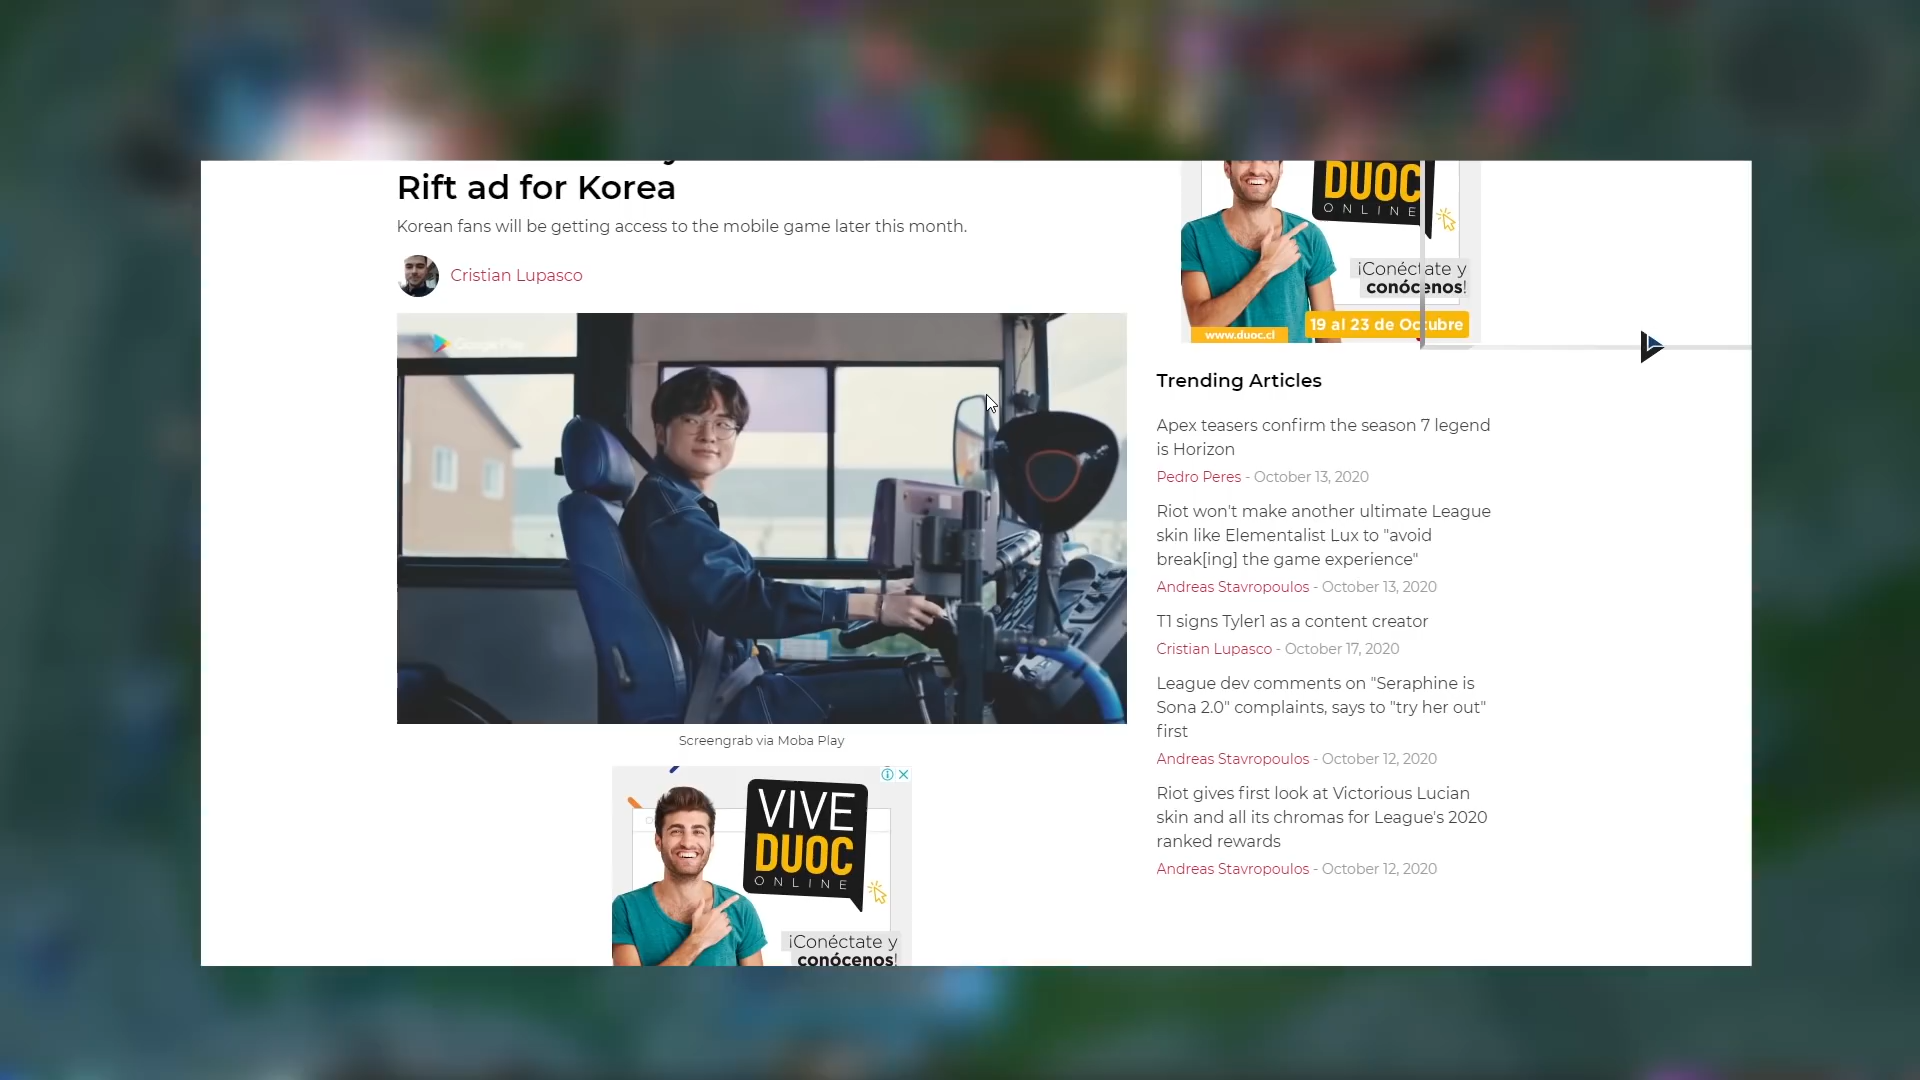 Rift ad for Korea
Korean fans will be getting access to the mobile game later this month.
Cristian Lupasco
Google Play
Screengrab via Moba Play
VIVE
DUOC
ONLINE
¡Conéctate y
conócenos!
DUOC
ONLINE
¡Conéctate y
conócenos!
19 al 23 de Octubre
www.duoc.cl
Trending Articles
Apex teasers confirm the season 7 legend
is Horizon
Pedro Peres - October 13, 2020
Riot won't make another ultimate League
skin like Elementalist Lux to "avoid
break[ing] the game experience"
Andreas Stavropoulos - October 13, 2020
T1 signs Tyler1 as a content creator
Cristian Lupasco - October 17, 2020
League dev comments on "Seraphine is
Sona 2.0" complaints, says to "try her out"
first
Andreas Stavropoulos - October 12, 2020
Riot gives first look at Victorious Lucian
skin and all its chromas for League's 2020
ranked rewards
Andreas Stavropoulos - October 12, 2020